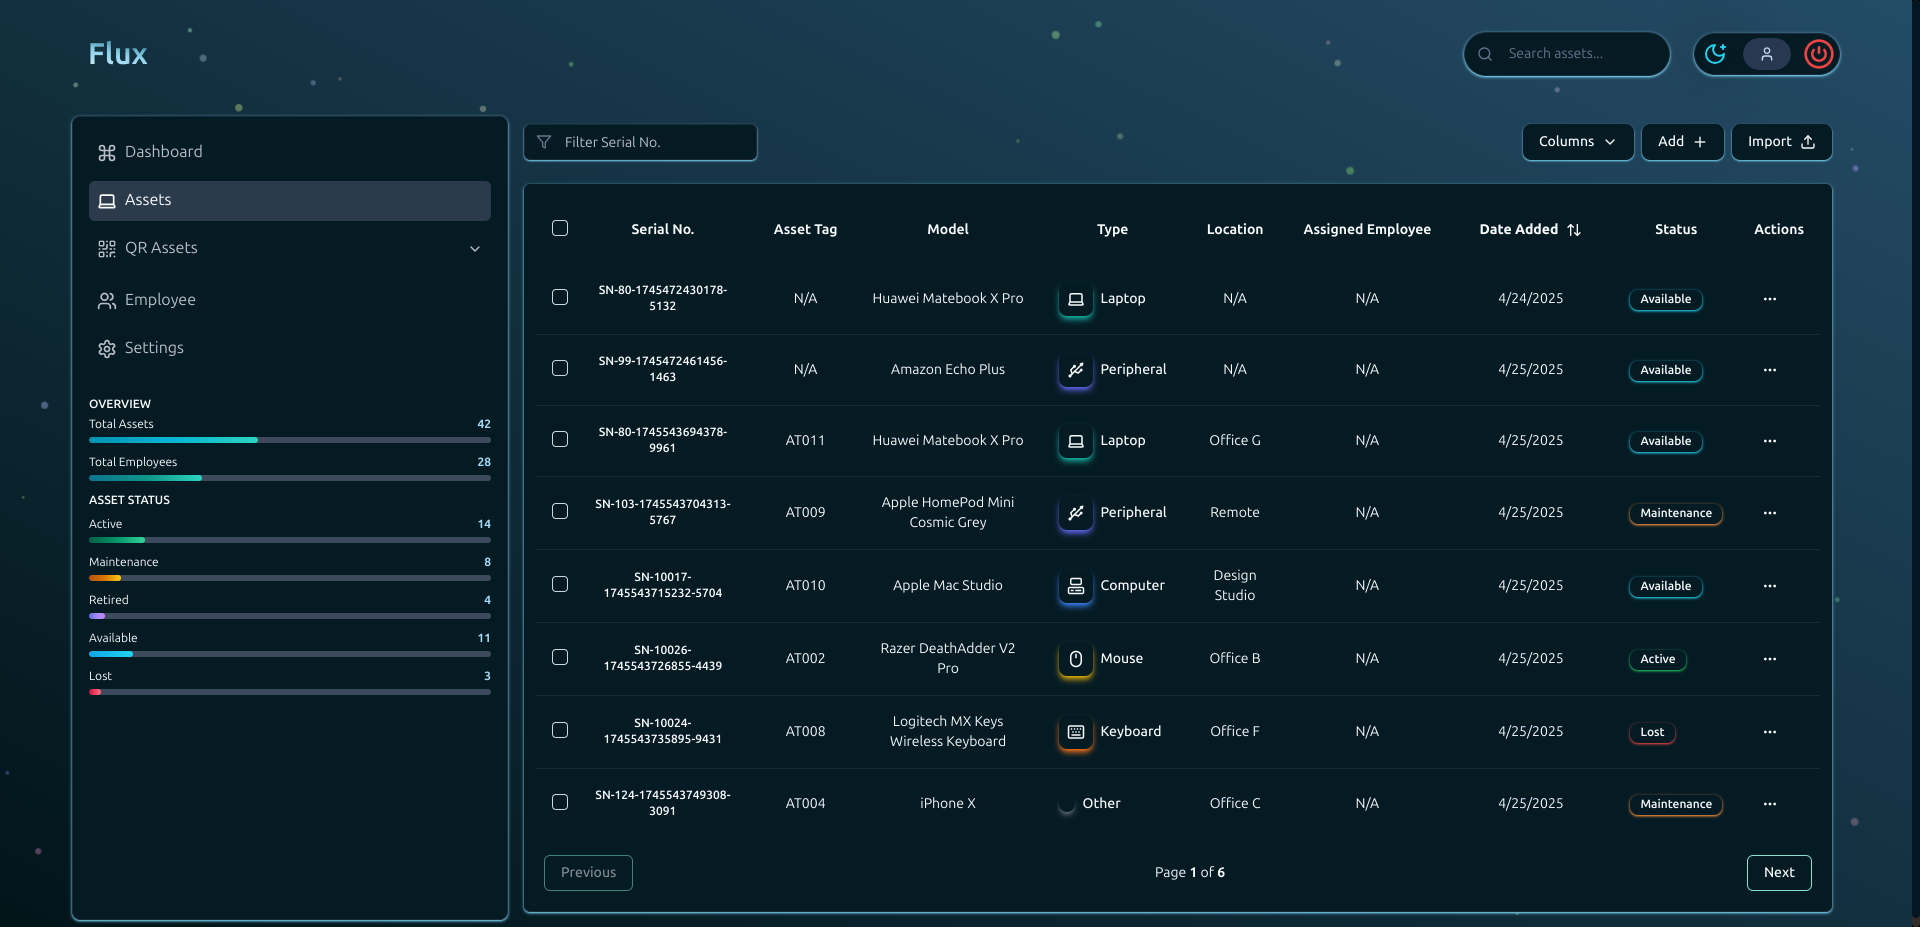 Flux
Search assets...
Dashboard
Assets
QR Assets
Employee
Settings
OVERVIEW
Total Assets 42
Total Employees 28
ASSET STATUS
Active 14
Maintenance 8
Retired 4
Available 11
Lost 3
Filter Serial No.
Columns
Add
Import
Serial No. Asset Tag Model Type Location Assigned Employee Date Added Status Actions
SN-80-1745472430178-
5132 N/A Huawei Matebook X Pro Laptop N/A N/A 4/24/2025 Available
SN-99-1745472461456-
1463 N/A Amazon Echo Plus Peripheral N/A N/A 4/25/2025 Available
SN-80-1745543694378-
9961 AT011 Huawei Matebook X Pro Laptop Office G N/A 4/25/2025 Available
SN-103-1745543704313-
5767 AT009 Apple HomePod Mini
Cosmic Grey Peripheral Remote N/A 4/25/2025 Maintenance
SN-10017-
1745543715232-5704 AT010 Apple Mac Studio Computer Design
Studio N/A 4/25/2025 Available
SN-10026-
1745543726855-4439 AT002 Razer DeathAdder V2
Pro Mouse Office B N/A 4/25/2025 Active
SN-10024-
1745543735895-9431 AT008 Logitech MX Keys
Wireless Keyboard Keyboard Office F N/A 4/25/2025 Lost
SN-124-1745543749308-
3091 AT004 iPhone X Other Office C N/A 4/25/2025 Maintenance
Previous
Page 1 of 6
Next